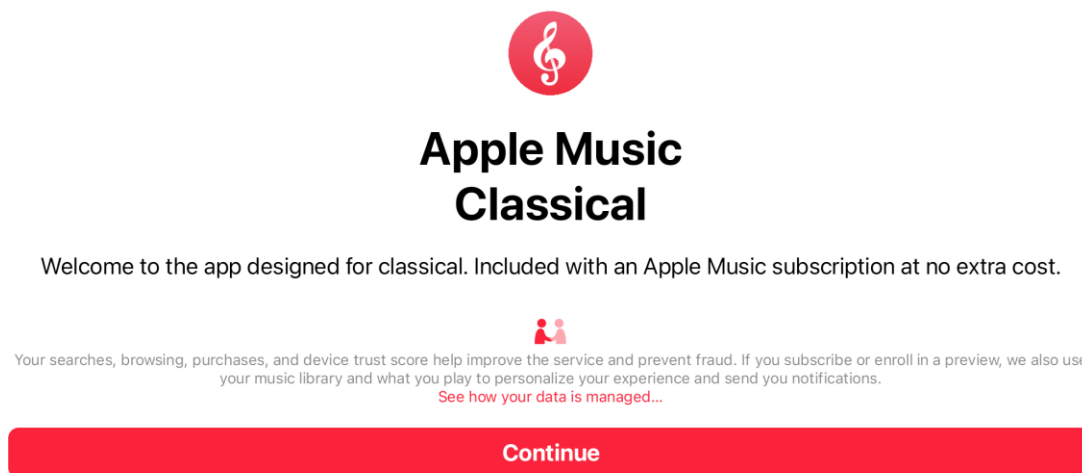 Apple Music
Classical
Welcome to the app designed for classical. Included with an Apple Music subscription at no extra cost.
Your searches, browsing, purchases, and device trust score help improve the service and prevent fraud. If you subscribe or enroll in a preview, we also use
your music library and what you play to personalize your experience and send you notifications.
See how your data is managed...
Continue